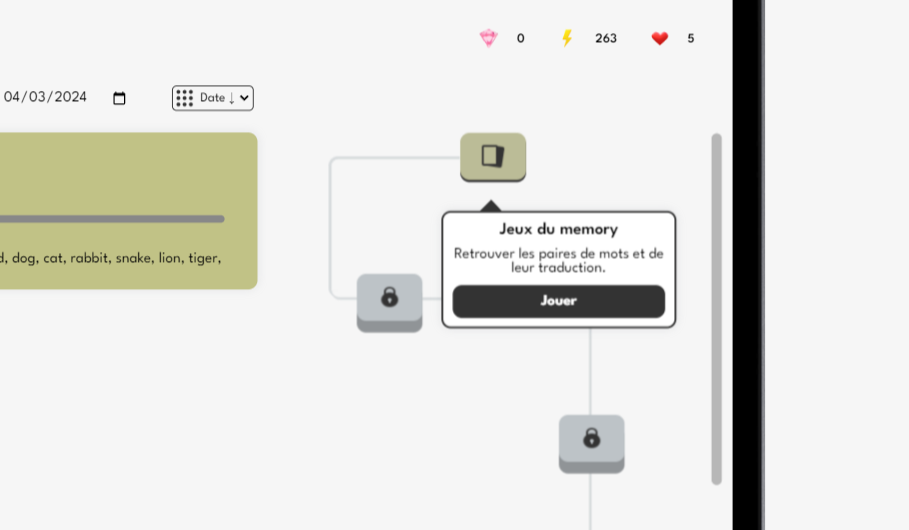 0 263 5
04/03/2024 Date ↓
dog, cat, rabbit, snake, lion, tiger,
Jeux du memory
Retrouver les paires de mots et de
leur traduction.
Jouer